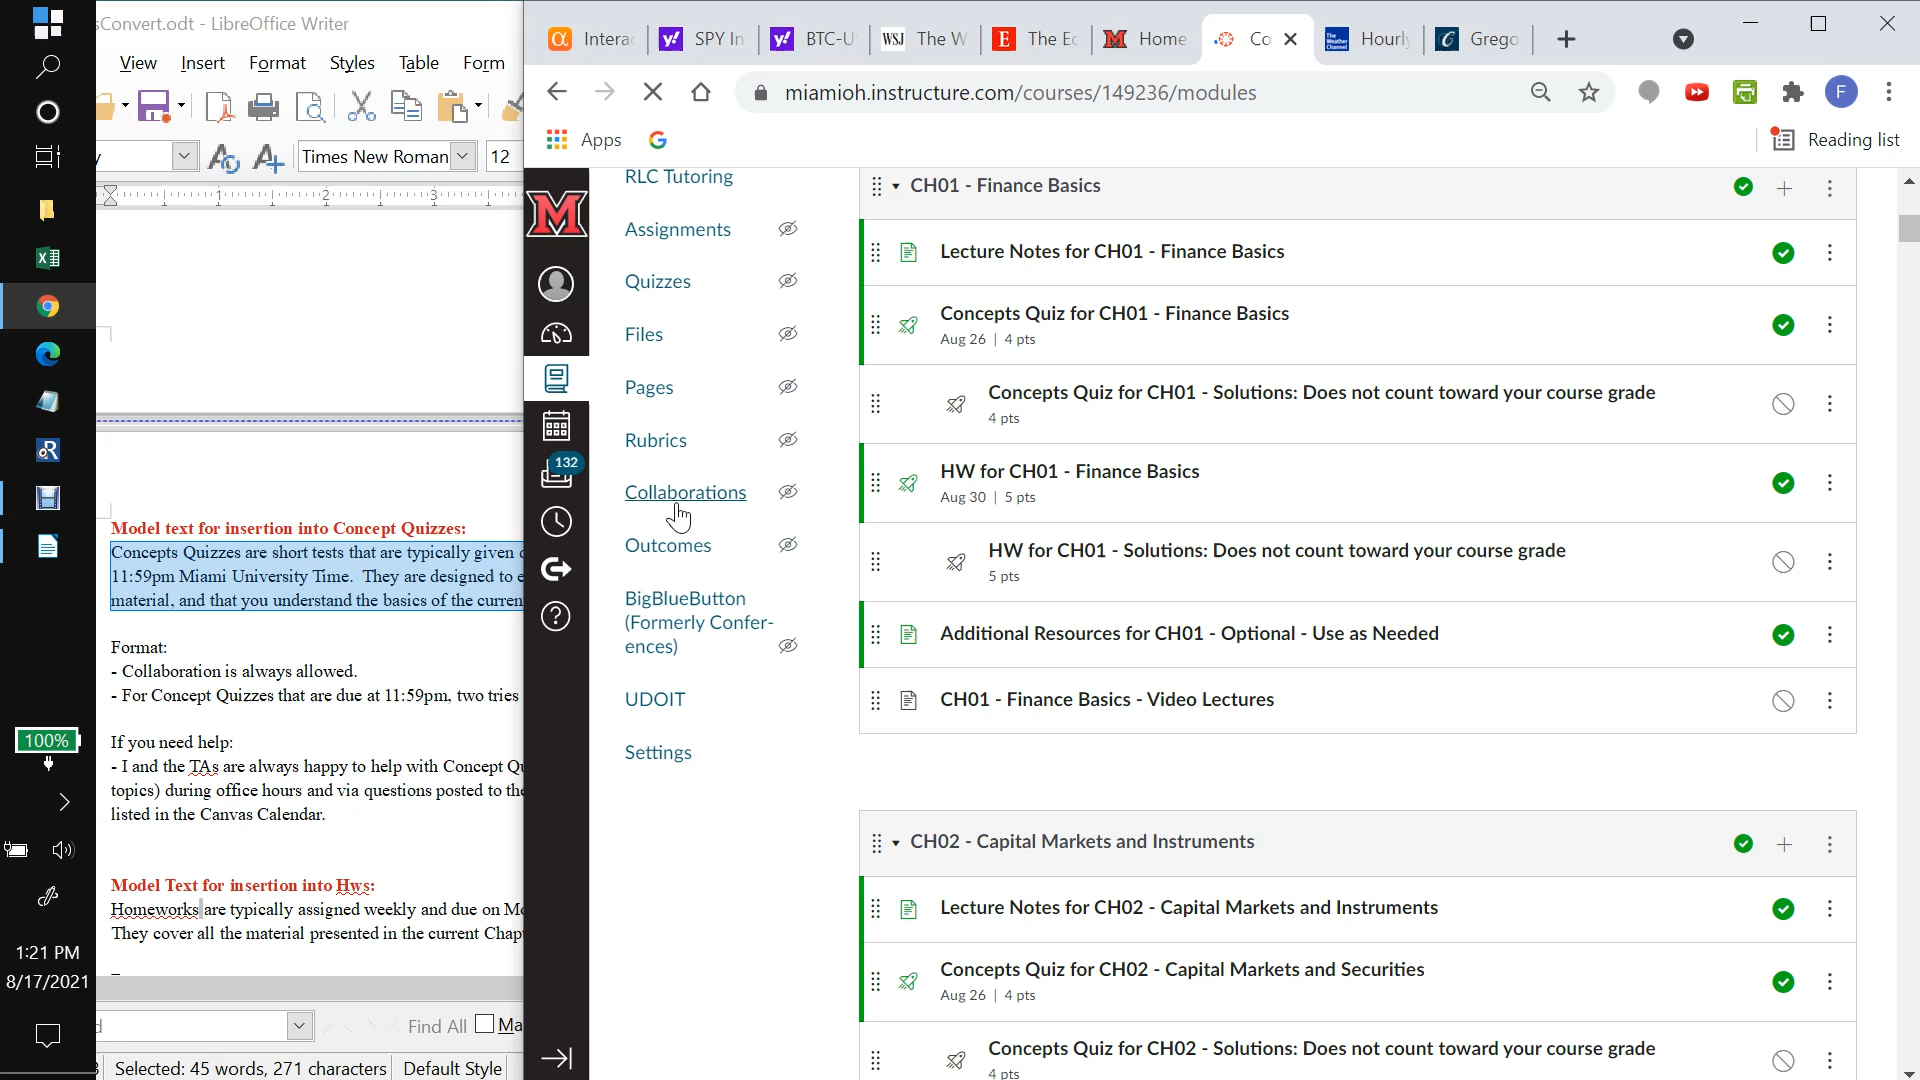 sConvert.odt - LibreOffice Writer
View Insert Format Styles Table Form
Times New Roman 12
1 2 3
Model text for insertion into Concept Quizzes:
Concepts Quizzes are short tests that are typically given
11:59pm Miami University Time. They are designed to e
material, and that you understand the basics of the curren
Format:
- Collaboration is always allowed.
- For Concept Quizzes that are due at 11:59pm, two tries
If you need help:
- I and the TAs are always happy to help with Concept Qu
topics) during office hours and via questions posted to the
listed in the Canvas Calendar.
Model Text for insertion into Hws:
Homeworks are typically assigned weekly and due on Mo
They cover all the material presented in the current Chap
Find All Ma
Selected: 45 words, 271 characters Default Style
100%
1:21 PM
8/17/2021
Intera SPY In BTC-U WSJ The W E The Ec Home Co Hourly Grego
miamioh.instructure.com/courses/149236/modules
F
Apps
Reading list
132
RLC Tutoring
Assignments
Quizzes
Files
Pages
Rubrics
Collaborations
Outcomes
BigBlueButton
(Formerly Confer-
ences)
UDOIT
Settings
CH01 - Finance Basics
Lecture Notes for CH01 - Finance Basics
Concepts Quiz for CH01 - Finance Basics
Aug 26 | 4 pts
Concepts Quiz for CH01 - Solutions: Does not count toward your course grade
4 pts
HW for CH01 - Finance Basics
Aug 30 | 5 pts
HW for CH01 - Solutions: Does not count toward your course grade
5 pts
Additional Resources for CH01 - Optional - Use as Needed
CH01 - Finance Basics - Video Lectures
CH02 - Capital Markets and Instruments
Lecture Notes for CH02 - Capital Markets and Instruments
Concepts Quiz for CH02 - Capital Markets and Securities
Aug 26 | 4 pts
Concepts Quiz for CH02 - Solutions: Does not count toward your course grade
4 pts